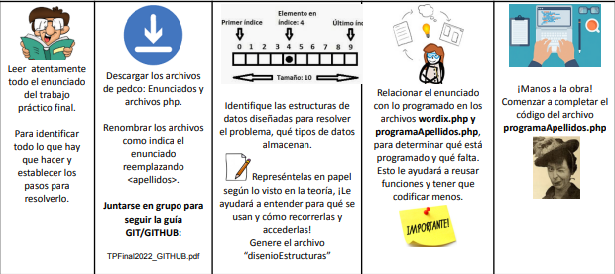 Leer atentamente
todo el enunciado
del trabajo
práctico final.
Para identificar
todo lo que hay
que hacer y
establecer los
pasos para
resolverlo.
Descargar los archivos
de pedco: Enunciados y
archivos php.
Renombrar los archivos
como indica el
enunciado
reemplazando
<apellidos>.
Juntarse en grupo para
seguir la guía
GIT/GITHUB:
TPFinal2022_GITHLB.pdf
Elemento en
Primer índice índice: 4 Último ín
0 1 2 3 4 5 6 7 8 9
Tamaño: 10
Identifique las estructuras de
datos diseñadas para resolver
el problema, qué tipos de datos
almacenan.
Represéntelas en papel
según lo visto en la teoría, ¡Le
ayudará a entender para qué se
usan y cómo recorrerlas y
accederlas!
Genere el archivo
“disenioEstructuras”
Relacionar el enunciado
con lo programado en los
archivos wordix.php y
programaApellidos.php,
para determinar qué está
programado y qué falta.
Esto le ayudará a reusar
funciones y tener que
codificar menos.
IMPORTANTE!
¡Manos a la obra!
Comenzar a completar el
código del archivo
programaApellidos.php